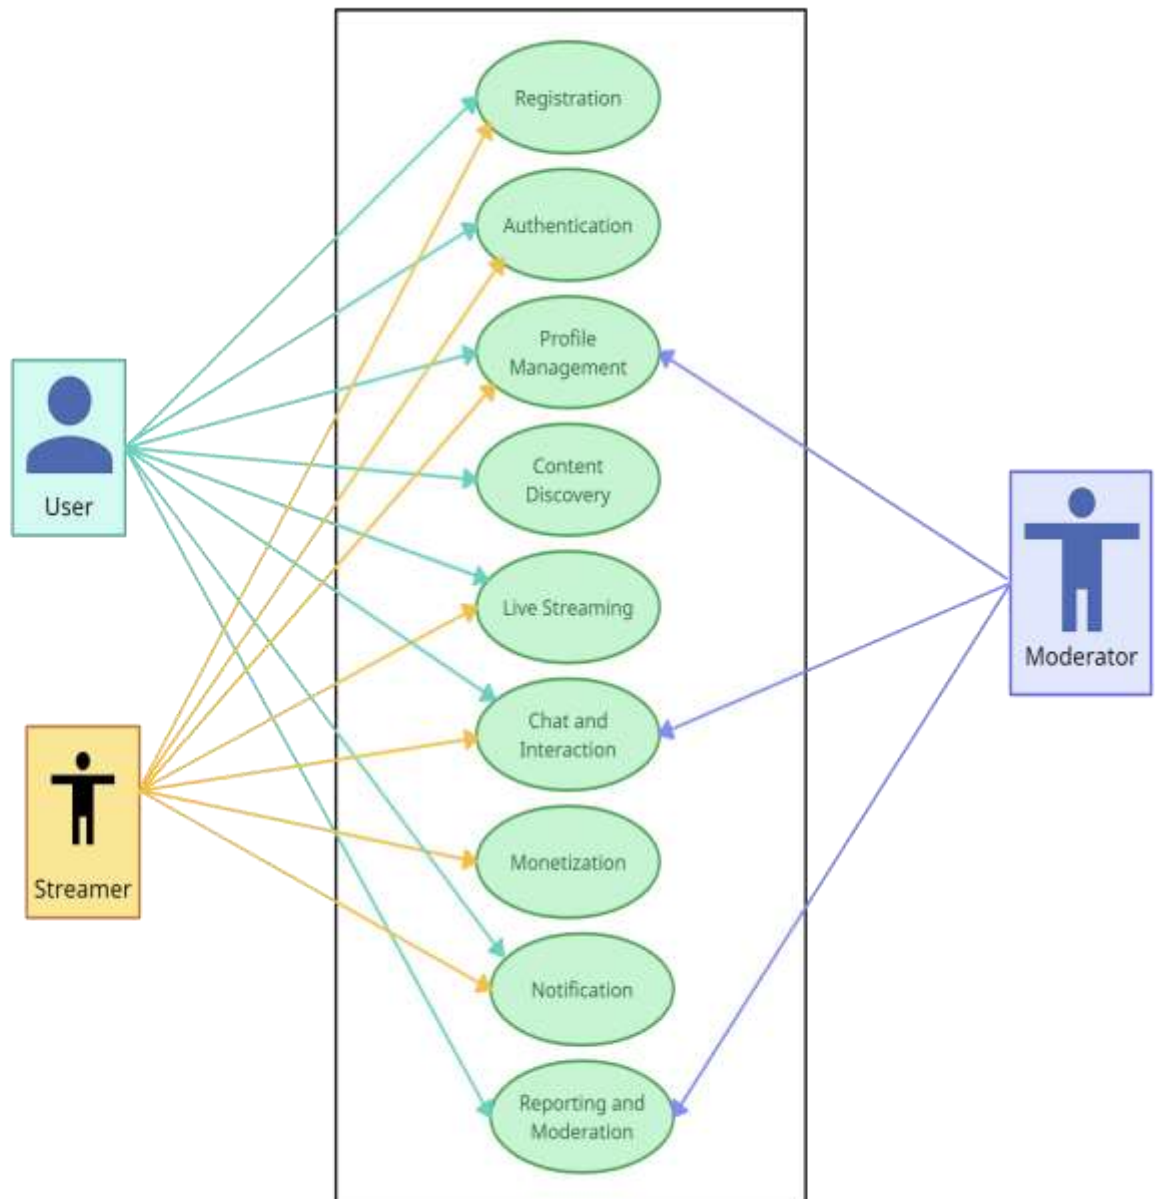 Registration
Authentication
Profile
Management
Content
Discovery
User
Live Streaming
Moderator
Chat and
Interaction
Monetization
Streamer
Notification
Reporting and
Moderation